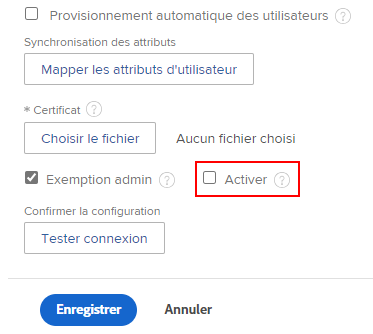 Provisionnement automatique des utilisateurs ?
Synchronisation des attributs
Mapper les attributs d'utilisateur
* Certificat ?
Choisir le fichier Aucun fichier choisi
Exemption admin ? Activer ?
Confirmer la configuration
Tester connexion
Enregistrer Annuler